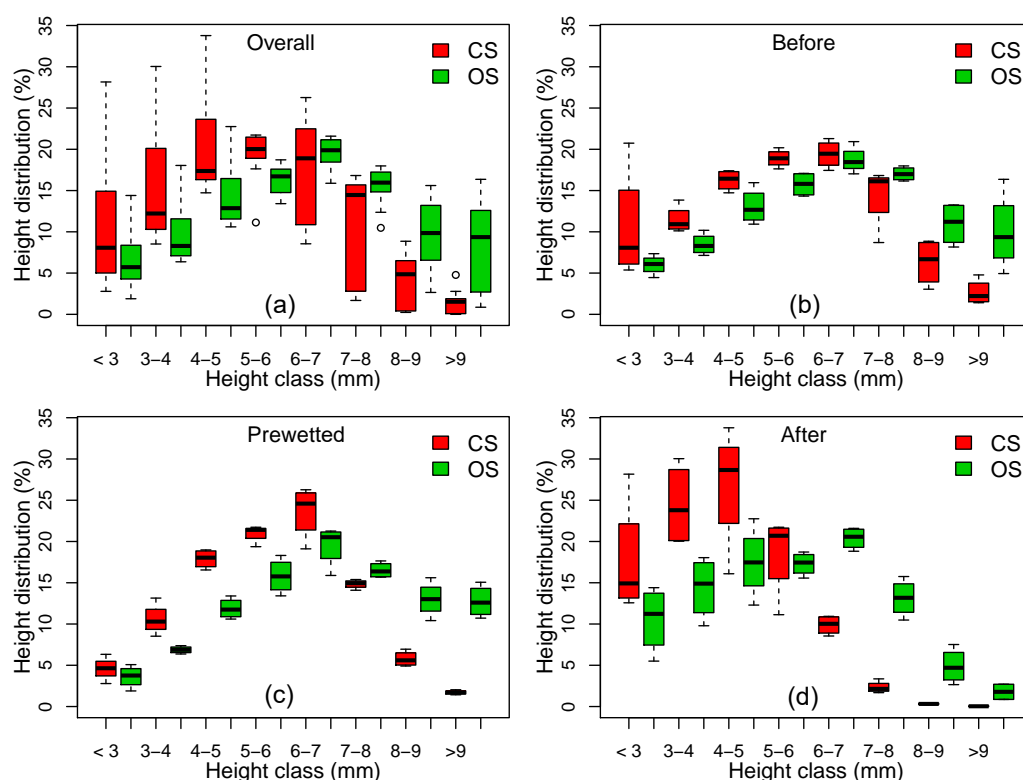 Overall
CS
OS
Height distribution (%)
0 5 10 15 20 25 30 35
(a)
< 3 3–4 4–5 5–6 6–7 7–8 8–9 >9
Height class (mm)
Before
CS
OS
Height distribution (%)
0 5 10 15 20 25 30 35
(b)
< 3 3–4 4–5 5–6 6–7 7–8 8–9 >9
Height class (mm)
Prewetted
CS
OS
Height distribution (%)
0 5 10 15 20 25 30 35
(c)
< 3 3–4 4–5 5–6 6–7 7–8 8–9 >9
Height class (mm)
After
CS
OS
Height distribution (%)
0 5 10 15 20 25 30 35
(d)
< 3 3–4 4–5 5–6 6–7 7–8 8–9 >9
Height class (mm)